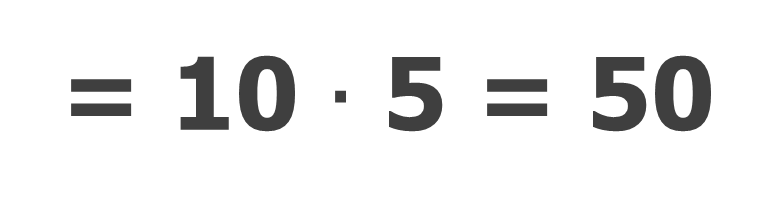 = 10 · 5 = 50